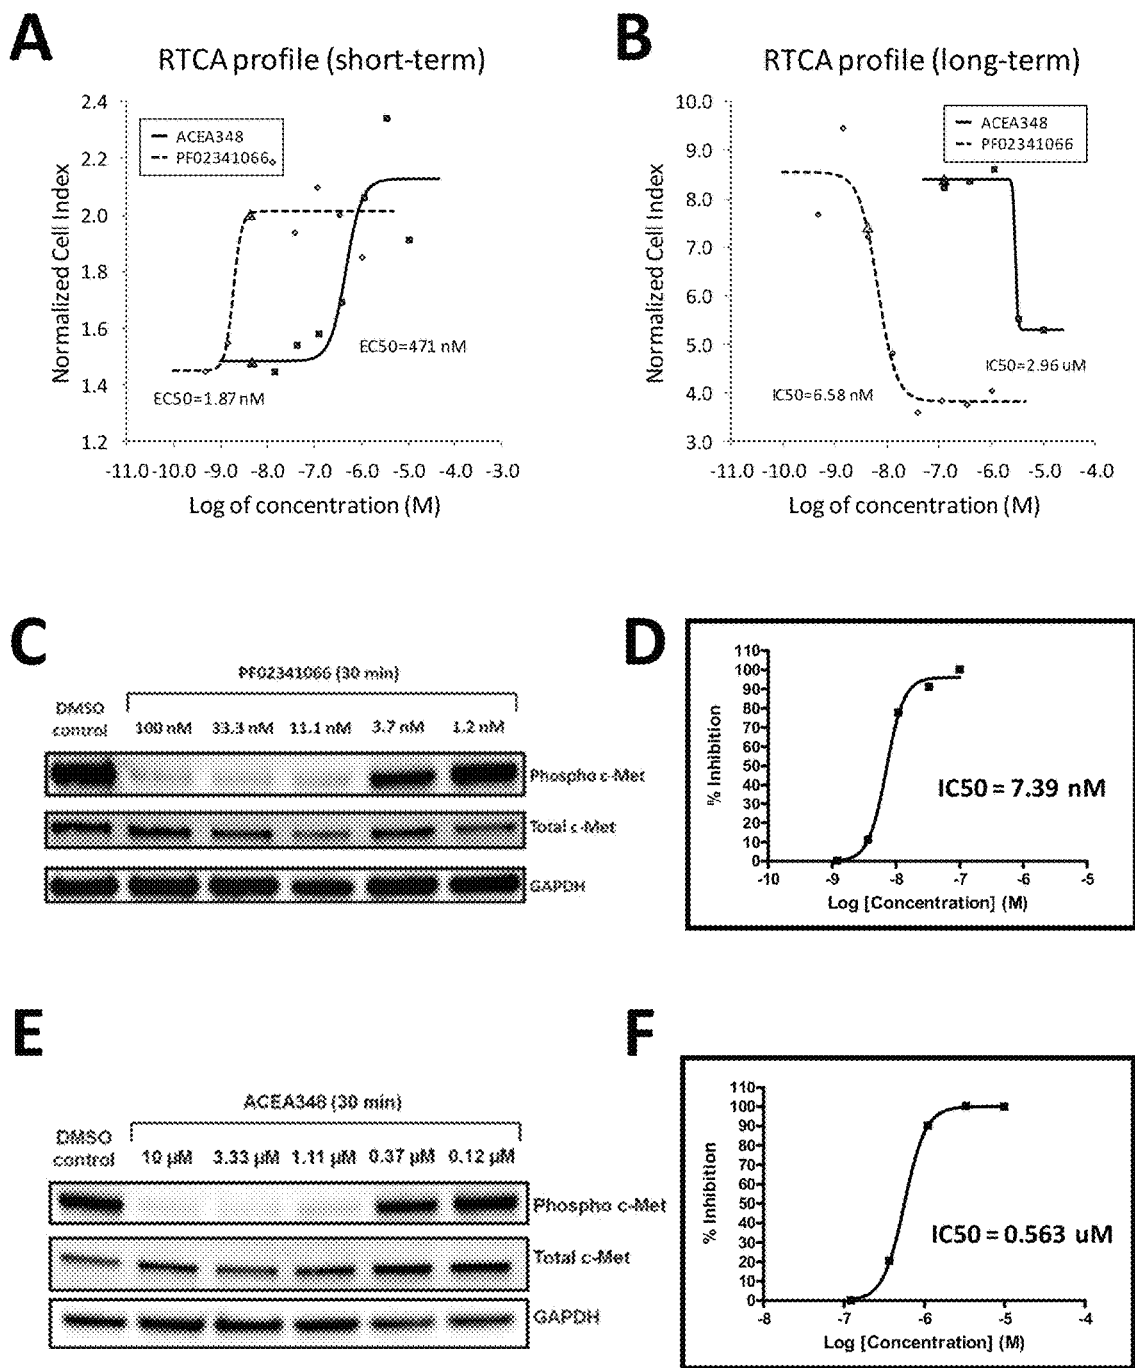 A
RTCA profile (short-term)
2.4
2.2
2.0
1.8
1.6
1.4
1.2
Normalized Cell Index
ACEA348
PF02341066
EC50=471 nM
EC50=1.87 nM
-11.0 -10.0 -9.0 -8.0 -7.0 -6.0 -5.0 -4.0 -3.0
Log of concentration (M)
B
RTCA profile (long-term)
10.0
9.0
8.0
7.0
6.0
5.0
4.0
3.0
Normalized Cell Index
ACEA348
PF02341066
IC50=2.96 uM
IC50=6.58 nM
-11.0 -10.0 -9.0 -8.0 -7.0 -6.0 -5.0 -4.0
Log of concentration (M)
C
PF02341066 (30 min)
DMSO
control
100 nM 33.3 nM 11.1 nM 3.7 nM 1.2 nM
Phospho c-Met
Total c-Met
GAPDH
D
110
100
90
80
70
60
50
40
30
20
10
0
% Inhibition
IC50 = 7.39 nM
-10 -9 -8 -7 -6 -5
Log [Concentration] (M)
E
ACEA348 (30 min)
DMSO
control
10 µM 3.33 µM 1.11 µM 0.37 µM 0.12 µM
Phospho c-Met
Total c-Met
GAPDH
F
110
100
90
80
70
60
50
40
30
20
10
0
% Inhibition
IC50 = 0.563 uM
-8 -7 -6 -5 -4
Log [Concentration] (M)